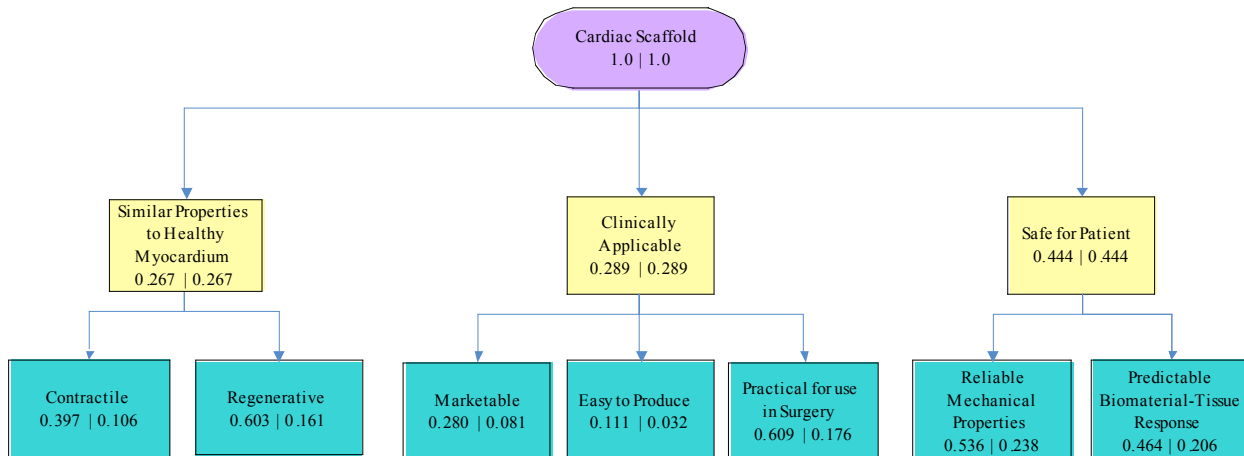 Cardiac Scaffold
1.0 | 1.0
Similar Properties
to Healthy
Myocardium
0.267 | 0.267
Clinically
Applicable
0.289 | 0.289
Safe for Patient
0.444 | 0.444
Contractile
0.397 | 0.106
Regenerative
0.603 | 0.161
Marketable
0.280 | 0.081
Easy to Produce
0.111 | 0.032
Practical for use
in Surgery
0.609 | 0.176
Reliable
Mechanical
Properties
0.536 | 0.238
Predictable
Biomaterial-Tissue
Response
0.464 | 0.206